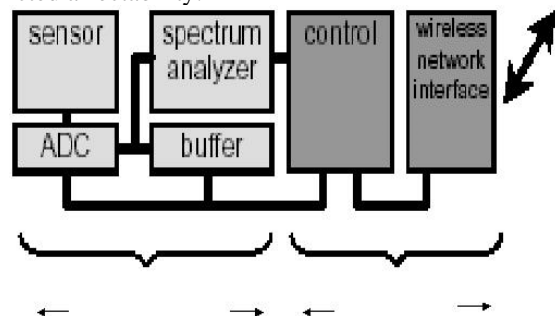 sensor
spectrum
analyzer
control
wireless
network
interface
ADC
buffer